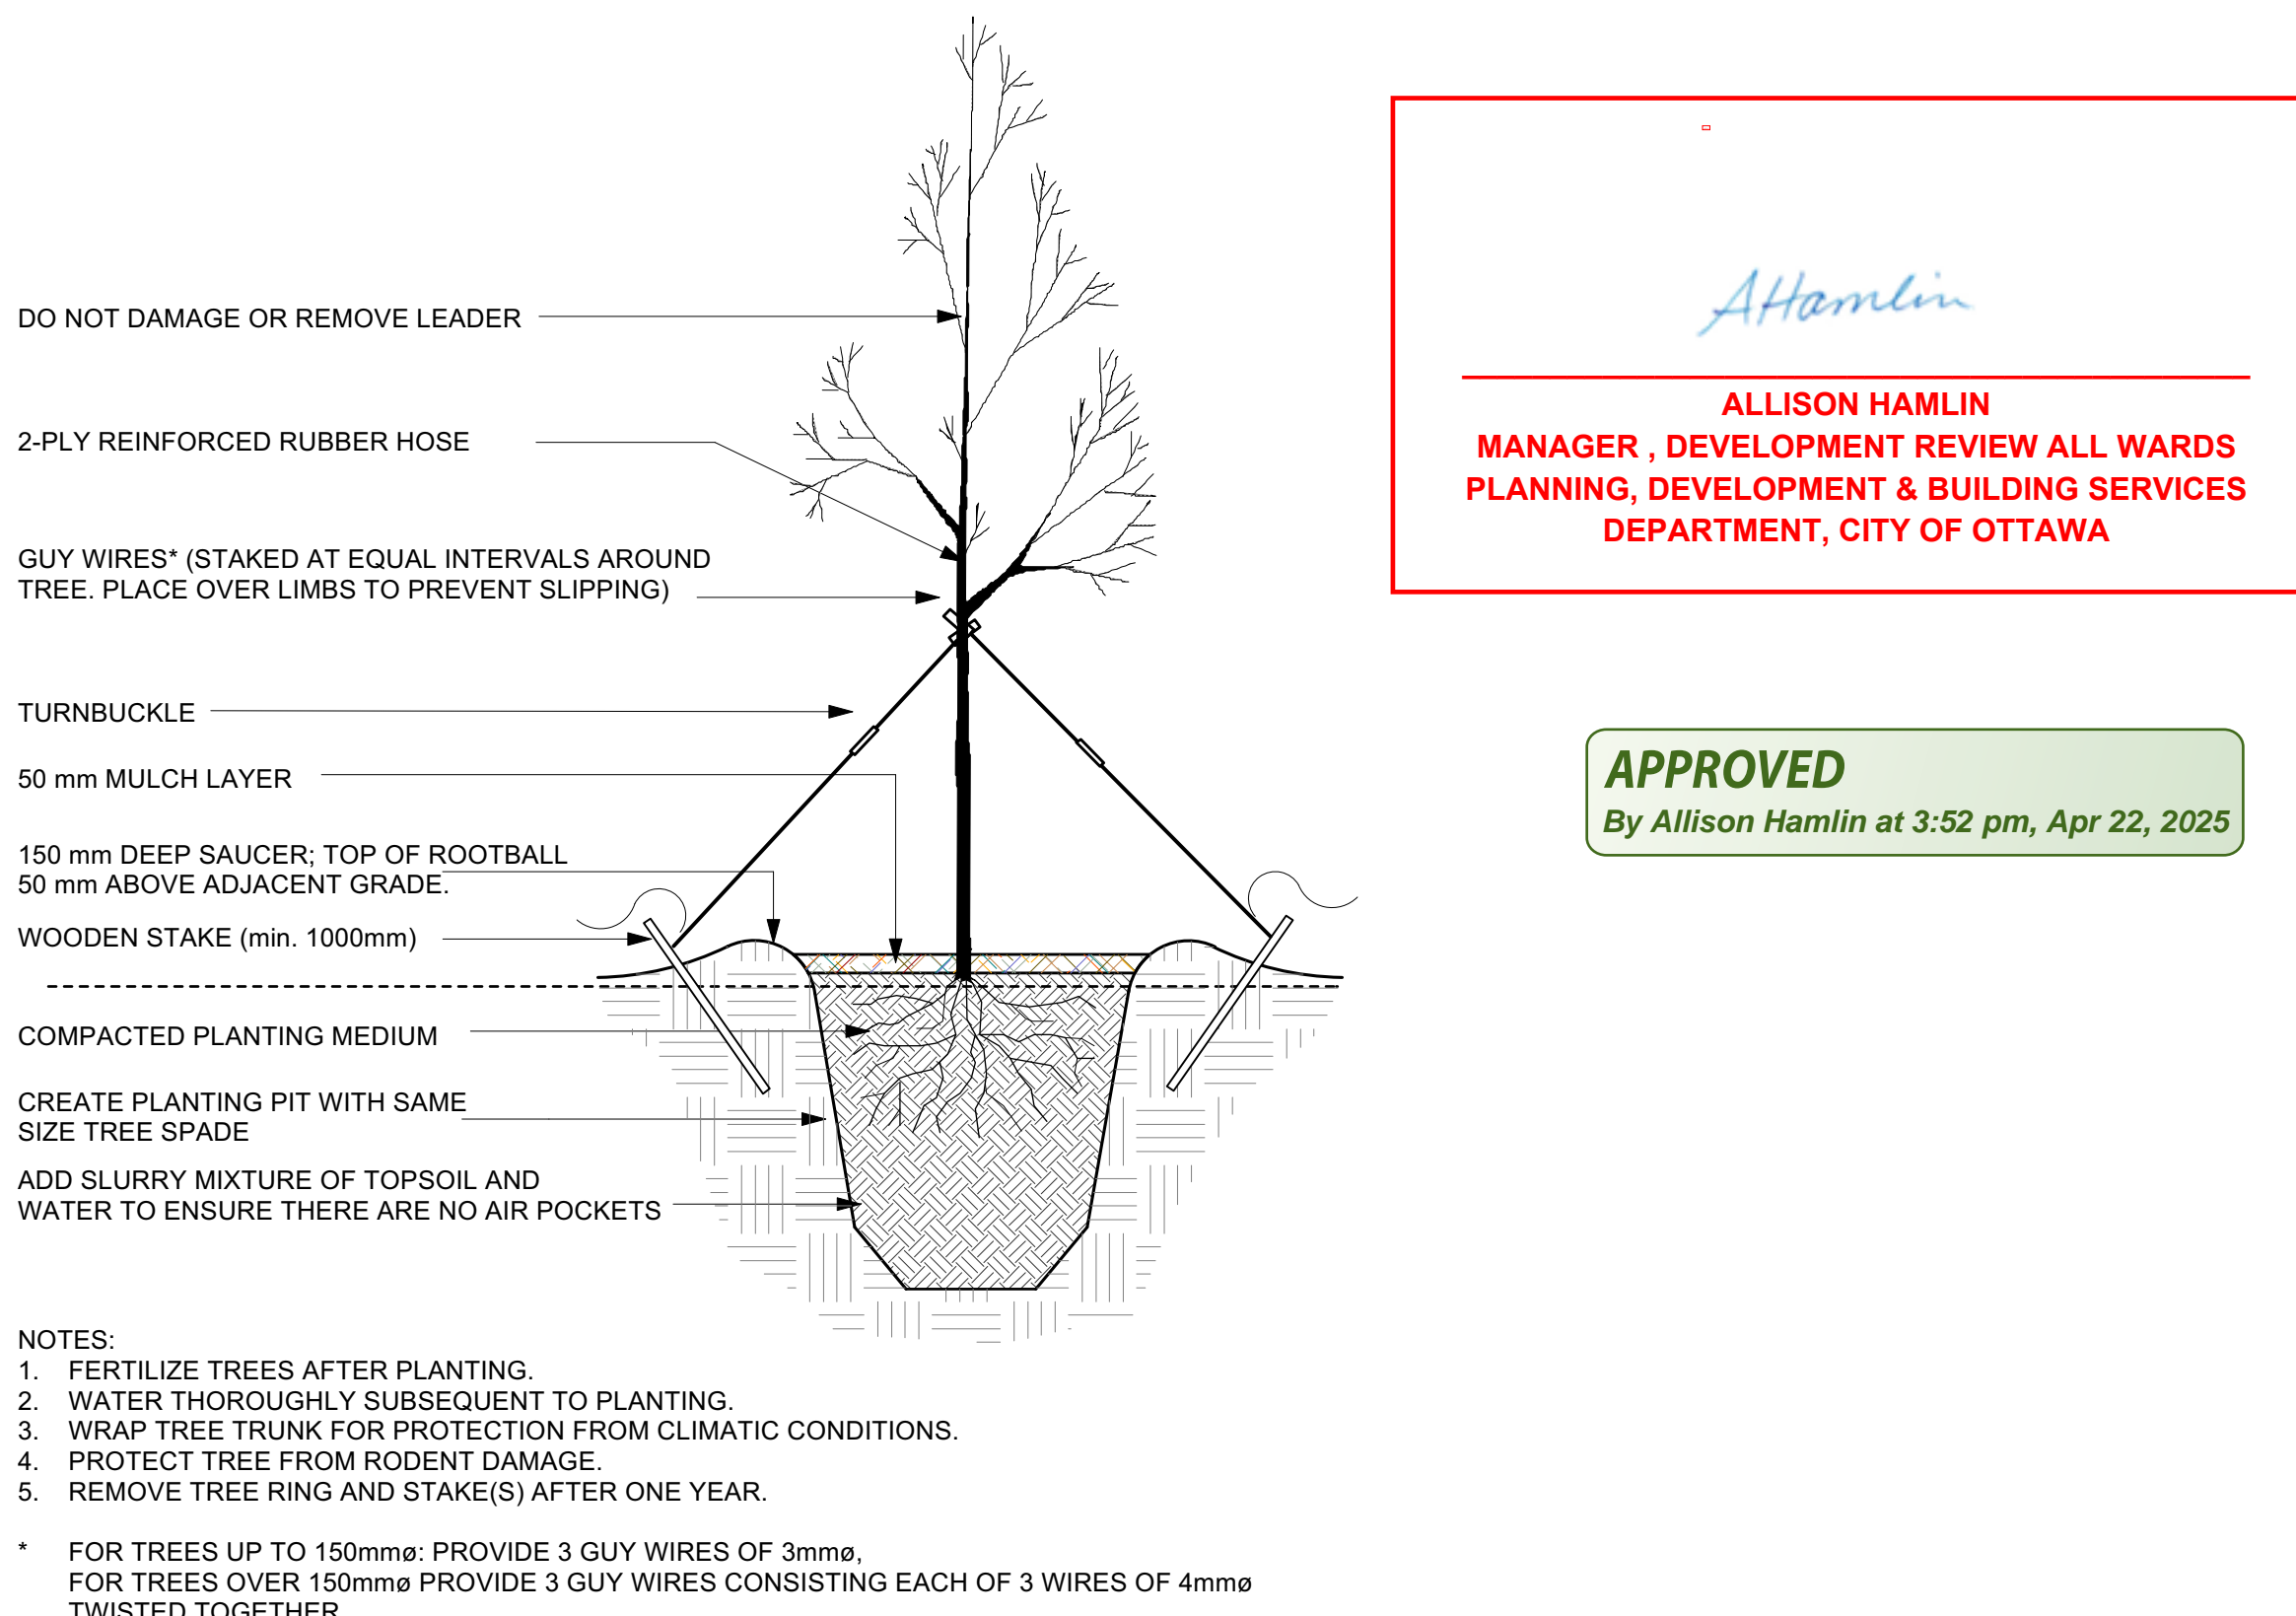 DO NOT DAMAGE OR REMOVE LEADER
2-PLY REINFORCED RUBBER HOSE
GUY WIRES* (STAKED AT EQUAL INTERVALS AROUND
TREE. PLACE OVER LIMBS TO PREVENT SLIPPING)
TURNBUCKLE
50 mm MULCH LAYER
150 mm DEEP SAUCER; TOP OF ROOTBALL
50 mm ABOVE ADJACENT GRADE.
WOODEN STAKE (min. 1000mm)
COMPACTED PLANTING MEDIUM
CREATE PLANTING PIT WITH SAME
SIZE TREE SPADE
ADD SLURRY MIXTURE OF TOPSOIL AND
WATER TO ENSURE THERE ARE NO AIR POCKETS
NOTES:
1. FERTILIZE TREES AFTER PLANTING.
2. WATER THOROUGHLY SUBSEQUENT TO PLANTING.
3. WRAP TREE TRUNK FOR PROTECTION FROM CLIMATIC CONDITIONS.
4. PROTECT TREE FROM RODENT DAMAGE.
5. REMOVE TREE RING AND STAKE(S) AFTER ONE YEAR.
* FOR TREES UP TO 150mmø: PROVIDE 3 GUY WIRES OF 3mmø,
FOR TREES OVER 150mmø PROVIDE 3 GUY WIRES CONSISTING EACH OF 3 WIRES OF 4mmø
TWISTED TOGETHER
AHamlin
ALLISON HAMLIN
MANAGER , DEVELOPMENT REVIEW ALL WARDS
PLANNING, DEVELOPMENT & BUILDING SERVICES
DEPARTMENT, CITY OF OTTAWA
APPROVED
By Allison Hamlin at 3:52 pm, Apr 22, 2025